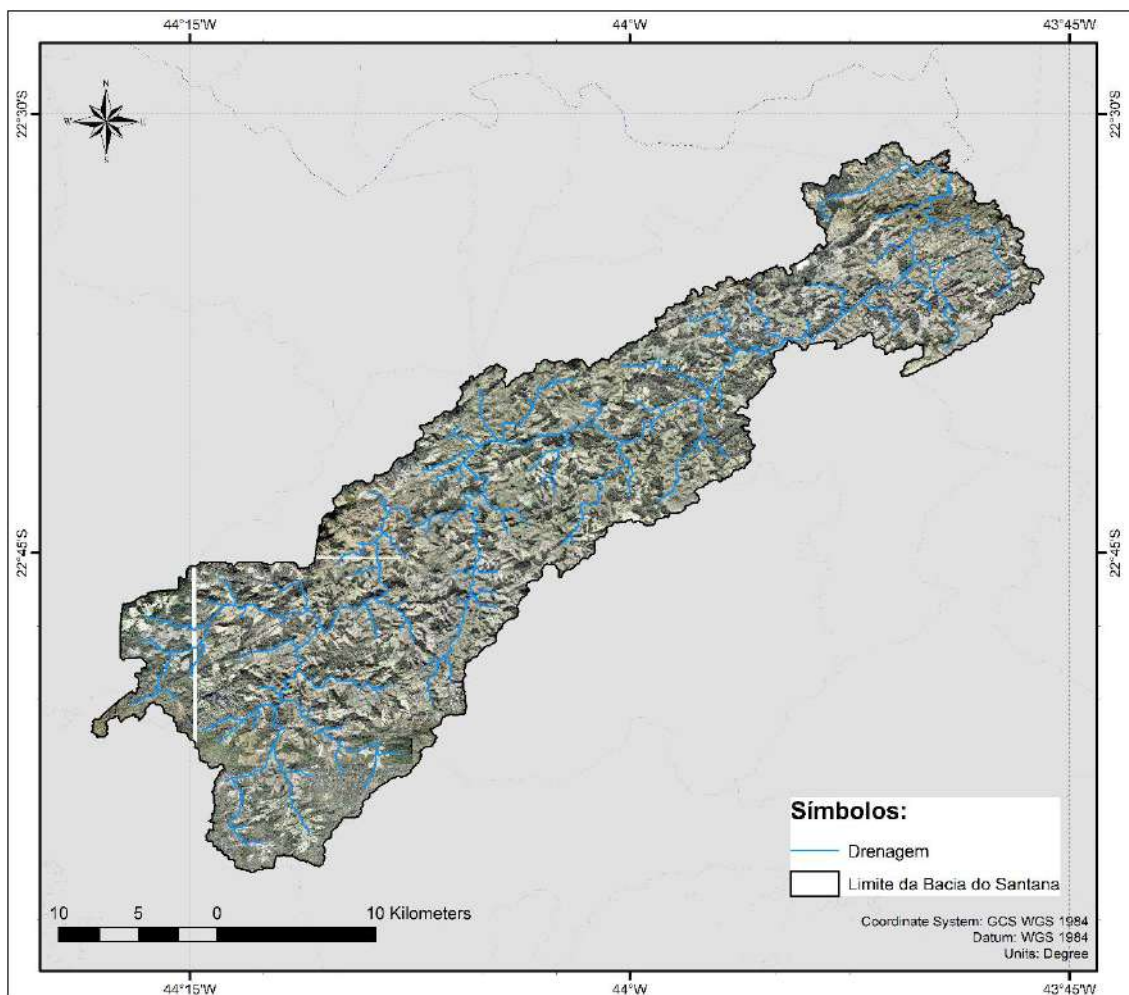 44°15'W 44°W 43°45'W
N
S
22°30'S 22°30'S
22°45'S 22°45'S
Símbolos:
Drenagem
Limite da Bacia do Santana
10 5 0 10 Kilometers
Coordinate System: GCS WGS 1984
Datum: WGS 1984
Units: Degree
44°15'W 44°W 43°45'W